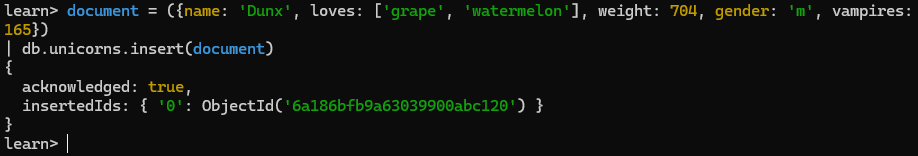 learn> document = ({name: 'Dunx', loves: ['grape', 'watermelon'], weight: 704, gender: 'm', vampires:
165})
| db.unicorns.insert(document)
{
  acknowledged: true,
  insertedIds: { '0': ObjectId('6a186bfb9a63039900abc120') }
}
learn>